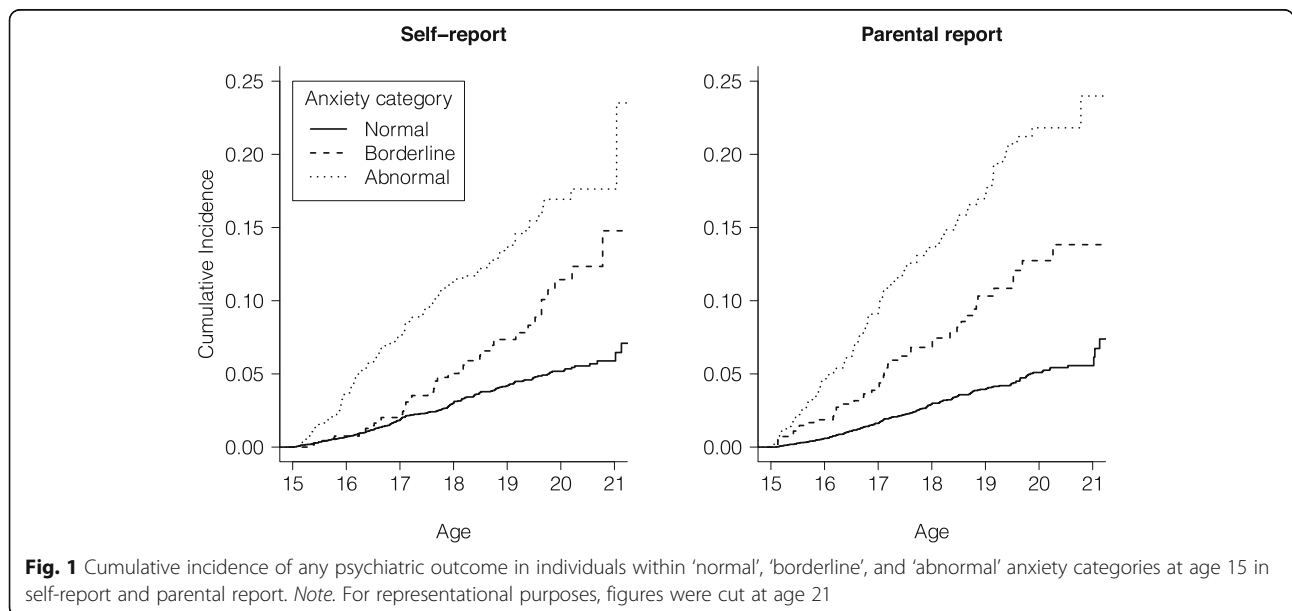 Self–report
Parental report
Cumulative Incidence
0.25
0.20
0.15
0.10
0.05
0.00
Anxiety category
Normal
Borderline
Abnormal
15 16 17 18 19 20 21
Age
0.25
0.20
0.15
0.10
0.05
0.00
15 16 17 18 19 20 21
Age
Fig. 1 Cumulative incidence of any psychiatric outcome in individuals within ‘normal’, ‘borderline’, and ‘abnormal’ anxiety categories at age 15 in
self-report and parental report. Note. For representational purposes, figures were cut at age 21